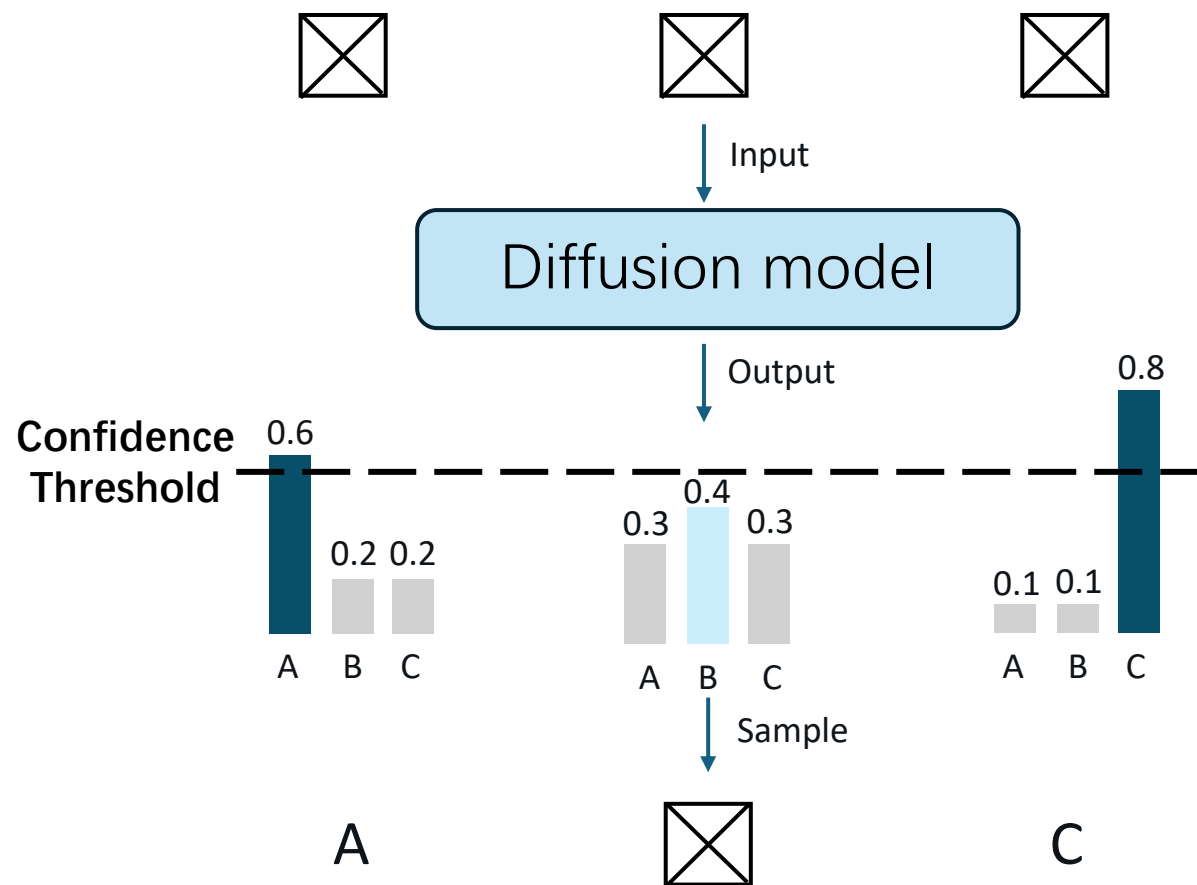 Input
Diffusion model
Output
0.8
Confidence
Threshold
0.6
0.4
0.3
0.3
0.2
0.2
0.1
0.1
A
B
C
A
B
C
A
B
C
Sample
A
C